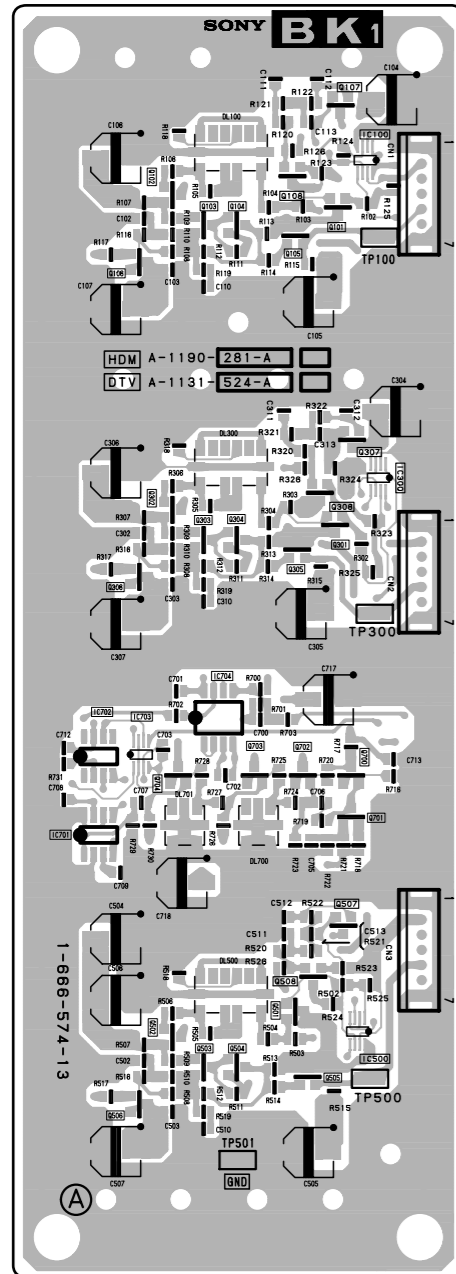 SONY BK1
C104
C111
C112
Q107
R122
R121
C106
R118
DL100
R120
C113
R124
IC100
R126
R123
CN1
1
Q102
R108
R105
R107
Q103
Q104
R104
Q108
C102
R109
R103
R102
R125
R116
R110
R113
Q101
R117
R106
R112
R111
Q105
7
Q106
R119
R114
R115
TP100
C107
C103
C110
C105
HDM A-1190-281-A
DTV A-1131-524-A
C304
C311
R322
C312
R321
C313
C306
R318
DL300
R320
Q307
R326
R324
IC300
1
Q302
R308
R305
R303
R307
Q303
Q304
R304
Q308
C302
R309
R323
R316
R310
R313
Q301
R302
R317
R306
R312
R311
R314
Q305
R325
CN2
Q306
R319
R315
C303
C310
TP300
7
C307
C305
C701
IC704
R700
C717
R702
R701
IC702
IC703
C700
R703
C712
C703
Q703
Q702
R717
Q700
C713
R731
Q704
R728
R725
R720
C708
C707
DL701
C702
R727
R724
C706
R716
IC701
R719
Q701
R729
R730
R726
DL700
R723
C705
R721
R718
R722
C709
C718
C504
C512
R522
Q507
1
C511
C513
R520
R521
CN3
C506
R518
DL500
R526
R523
Q508
R525
Q502
R508
R505
Q501
R502
R524
R507
Q503
Q504
R504
R503
C502
R509
IC500
R516
R510
R513
7
R517
R506
R512
R511
R514
Q505
Q506
R519
R515
TP500
C503
C510
TP501
C507
GND
C505
1-666-574-13
A